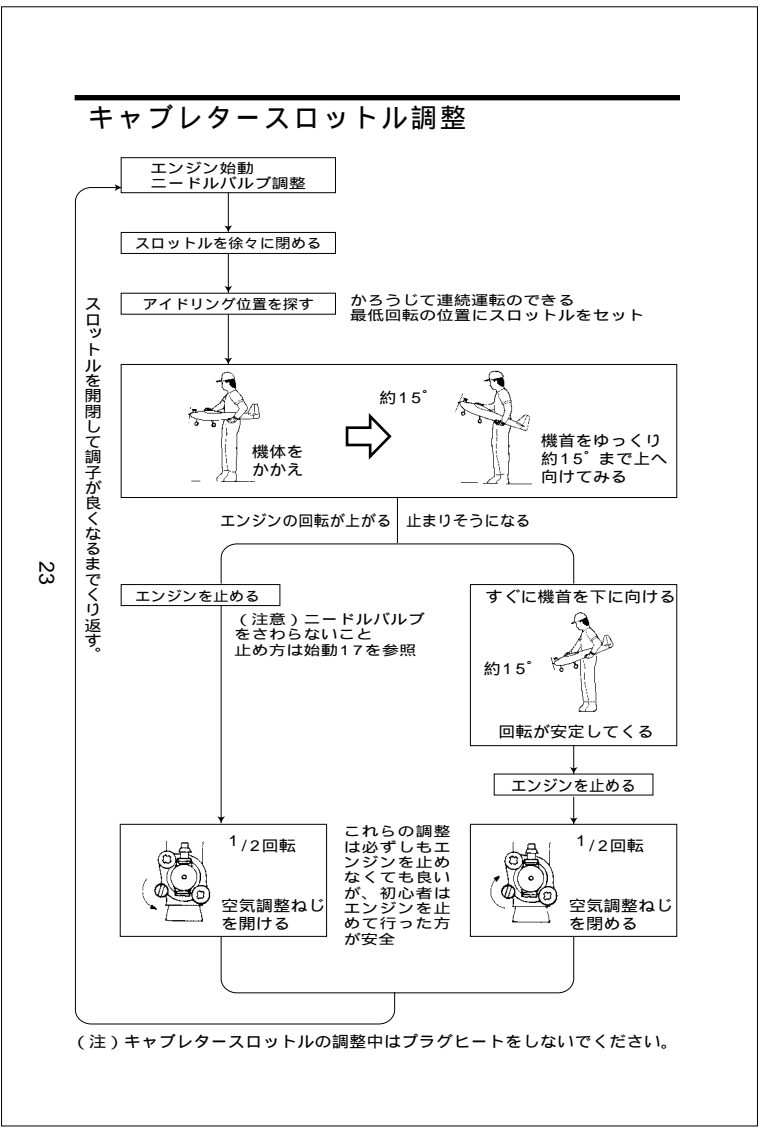 キャブレタースロットル調整
エンジン始動
ニードルバルブ調整
スロットルを徐々に閉める
アイドリング位置を探す
かろうじて連続運転のできる
最低回転の位置にスロットルをセット
機体を
かかえ
約15°
機首をゆっくり
約15°まで上へ
向けてみる
エンジンの回転が上がる
止まりそうになる
エンジンを止める
（注意）ニードルバルブ
をさわらないこと
止め方は始動17を参照
すぐに機首を下に向ける
約15°
回転が安定してくる
エンジンを止める
1/2回転
空気調整ねじ
を開ける
これらの調整
は必ずしもエ
ンジンを止め
なくても良い
が、初心者は
エンジンを止
めて行った方
が安全
1/2回転
空気調整ねじ
を閉める
スロットルを開閉して調子が良くなるまでくり返す。
（注）キャブレタースロットルの調整中はプラグヒートをしないでください。
23